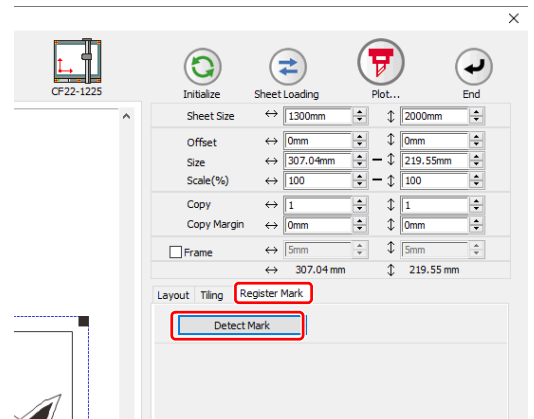 CF22-1225
Initialize
Sheet Loading
Plot...
End
Sheet Size 1300mm 2000mm
Offset 0mm 0mm
Size 307.04mm 219.55mm
Scale(%) 100 100
Copy 1 1
Copy Margin 0mm 0mm
Frame 5mm 5mm
307.04 mm 219.55 mm
Layout Tiling Register Mark
Detect Mark